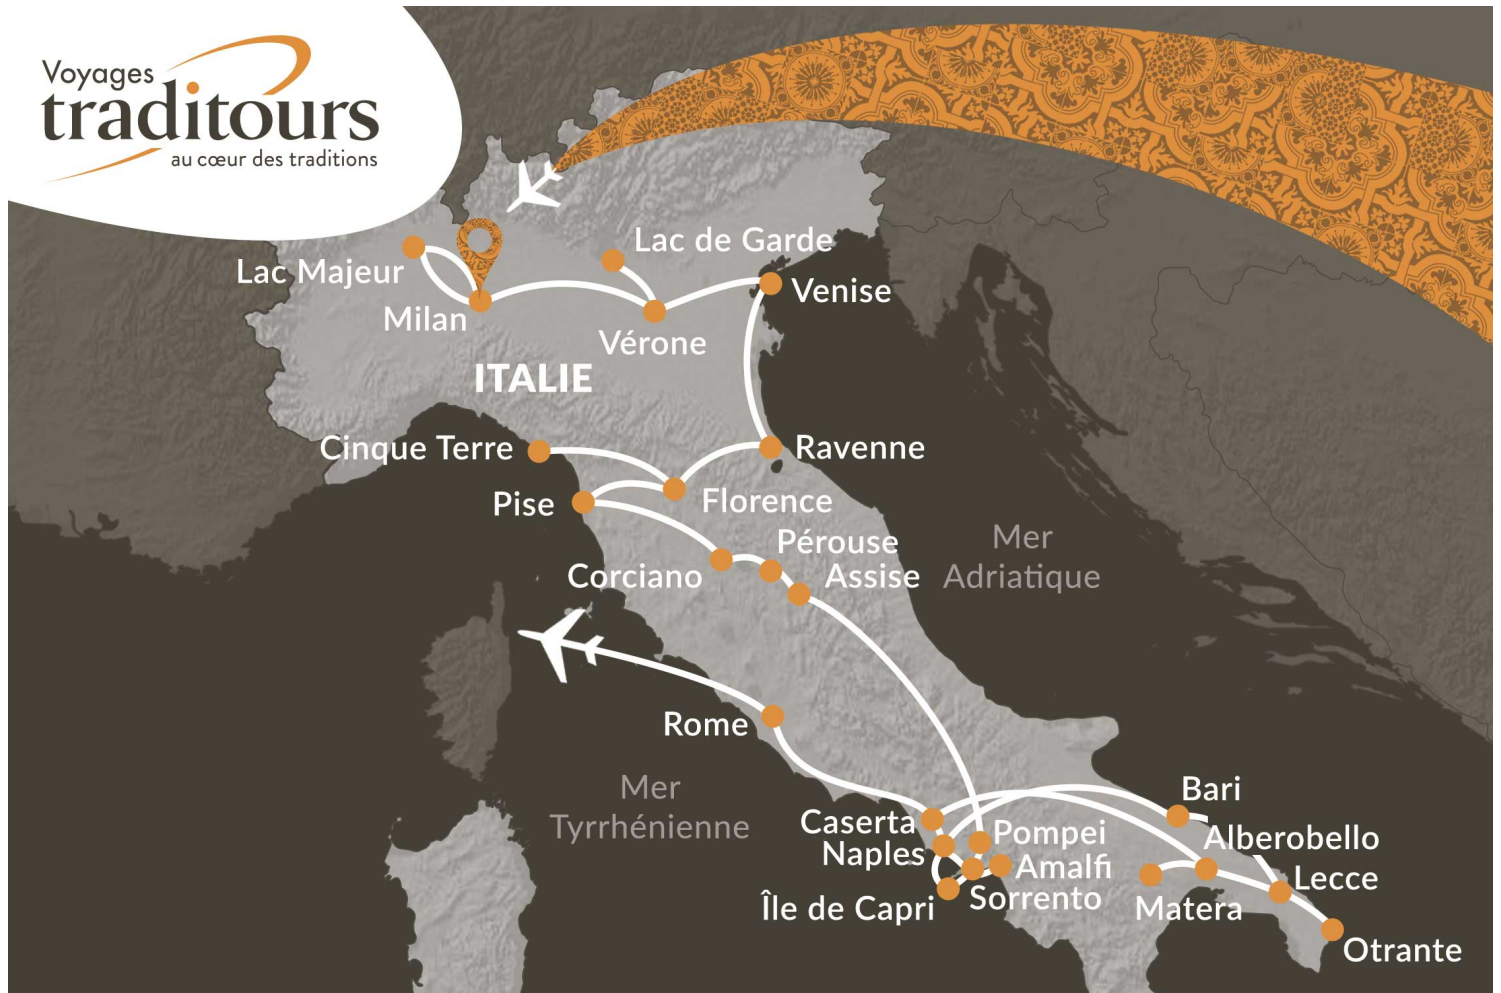 Voyages
traditours
au cœur des traditions
Lac de Garde
Lac Majeur
Venise
Milan
Vérone
ITALIE
Cinque Terre
Ravenne
Pise
Florence
Pérouse
Mer
Adriatique
Corciano
Assise
Rome
Mer
Tyrrhénienne
Bari
Caserta
Pompei
Alberobello
Naples
Amalfi
Lecce
Île de Capri
Sorrento
Matera
Otrante